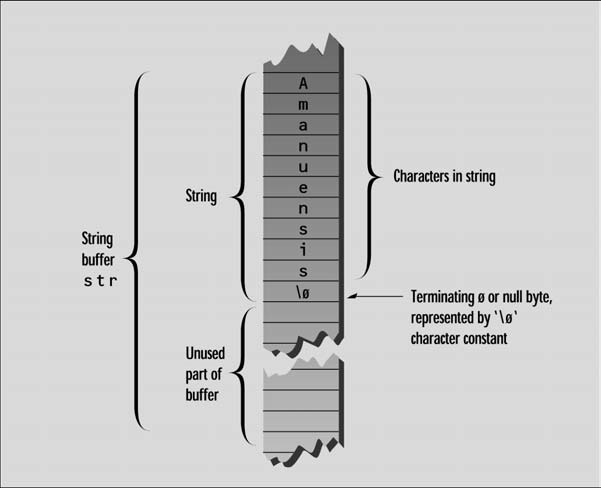 A
m
a
n
u
e
n
s
i
s
\ø
String
Characters in string
String
buffer
str
Terminating ø or null byte,
represented by '\ø'
character constant
Unused
part of
buffer